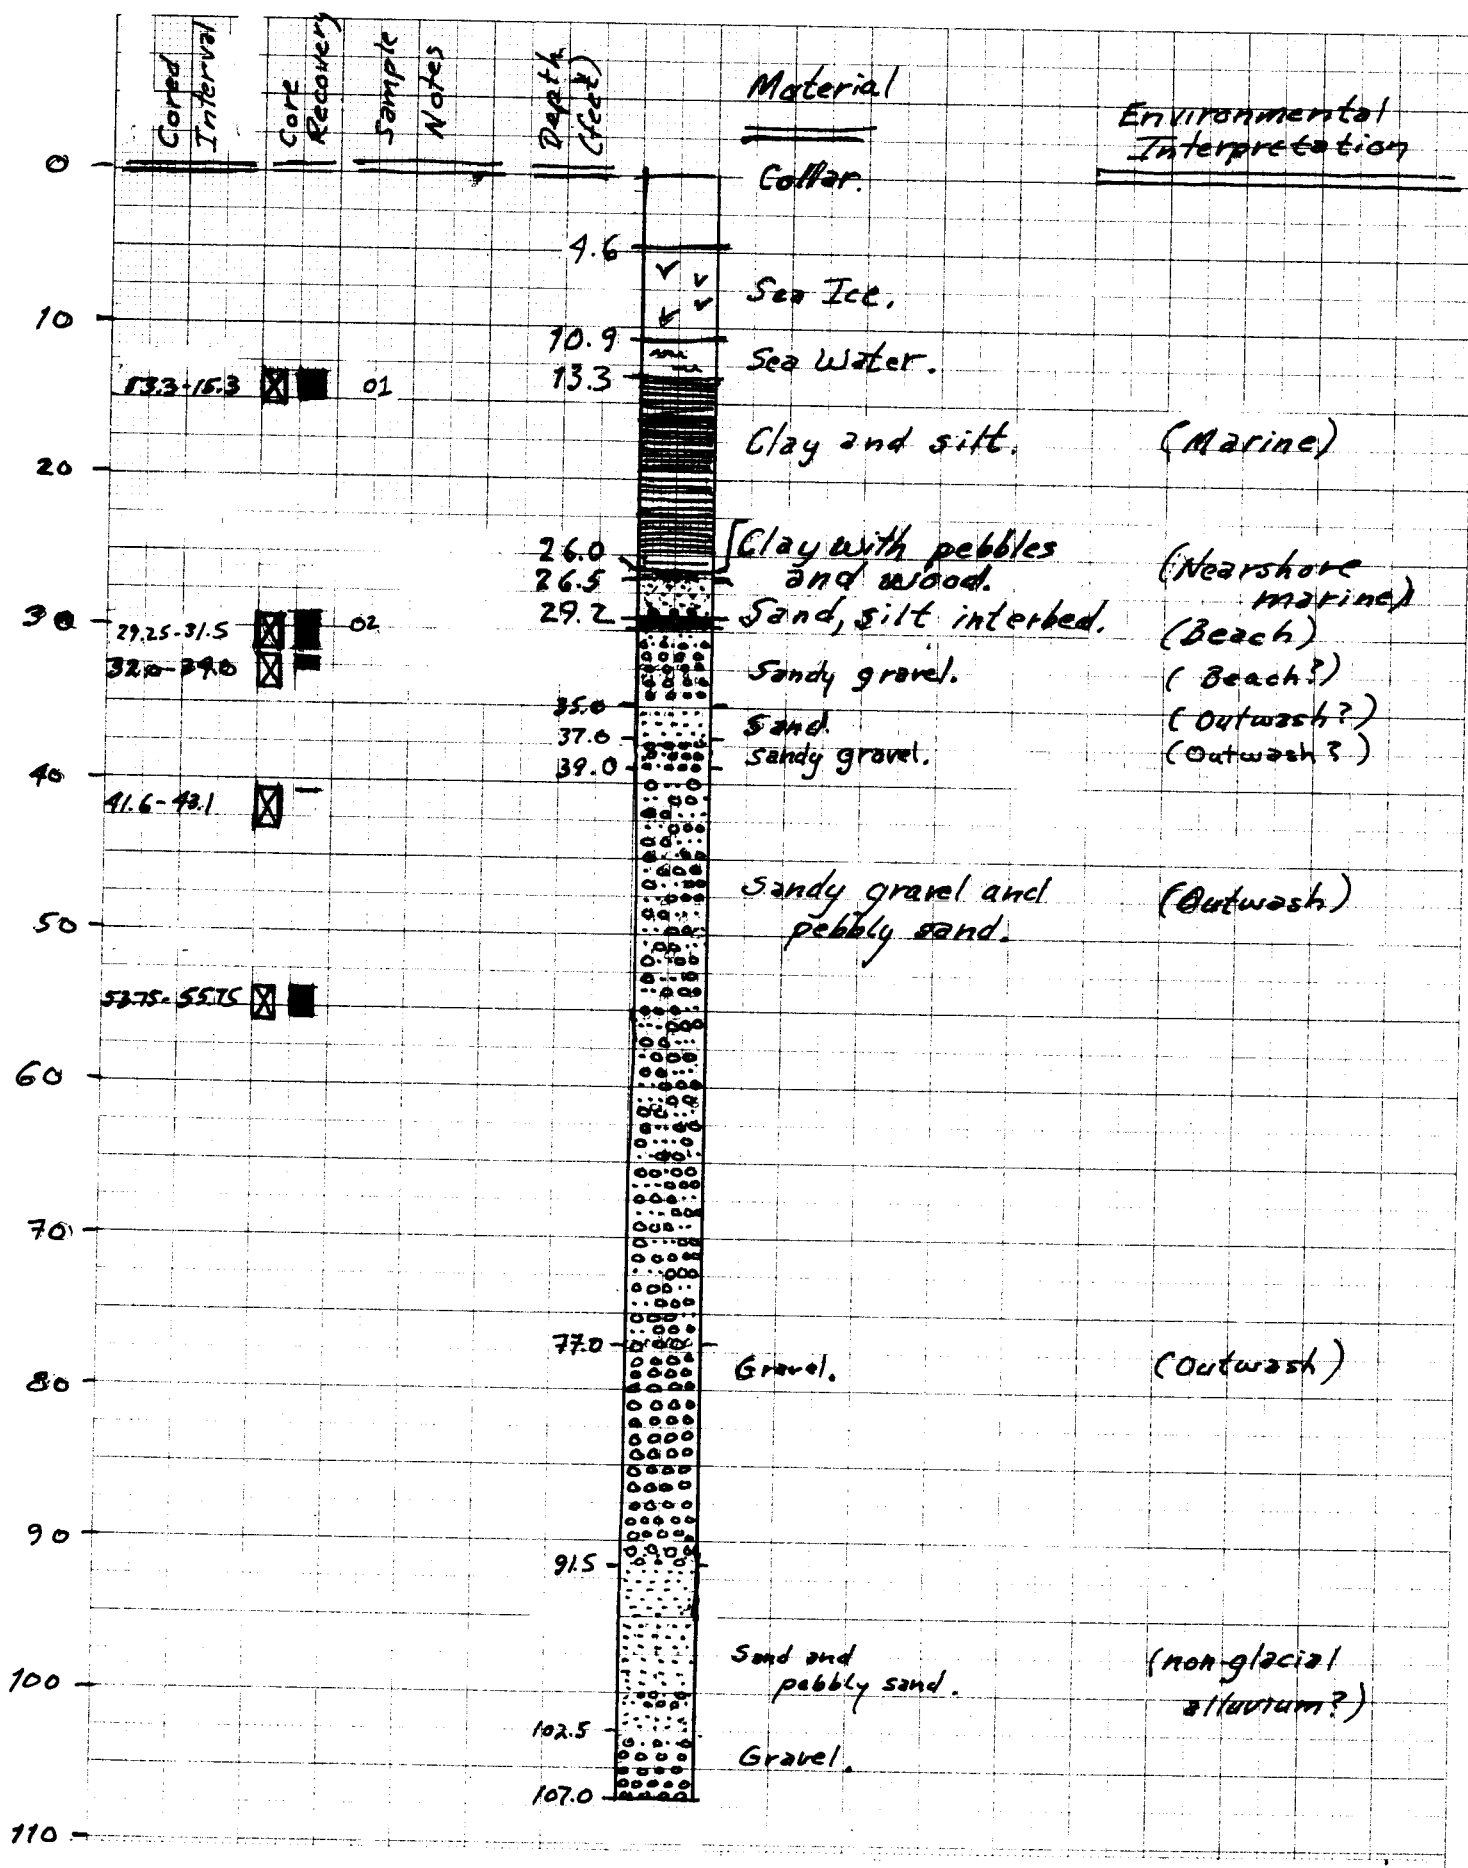 Cored Interval
Core Recovery
Sample Notes
Depth (feet)
Material
Environmental
Interpretation
0
Collar.
4.6
Sea Ice.
10
10.9
Sea Water.
13.3
13.3-15.3
01
Clay and silt.
(Marine)
20
26.0
Clay with pebbles
and wood.
(Nearshore
marine)
26.5
29.2
Sand, silt interbed.
(Beach)
30
29.25-31.5
02
32.0-34.0
Sandy gravel.
(Beach?)
35.0
Sand.
(Outwash?)
37.0
Sandy gravel.
(Outwash?)
39.0
40
41.6-43.1
Sandy gravel and
pebbly sand.
(Outwash)
50
53.75-55.75
60
70
77.0
Gravel.
(Outwash)
80
90
91.5
Sand and
pebbly sand.
(non-glacial
alluvium?)
100
102.5
Gravel.
107.0
110